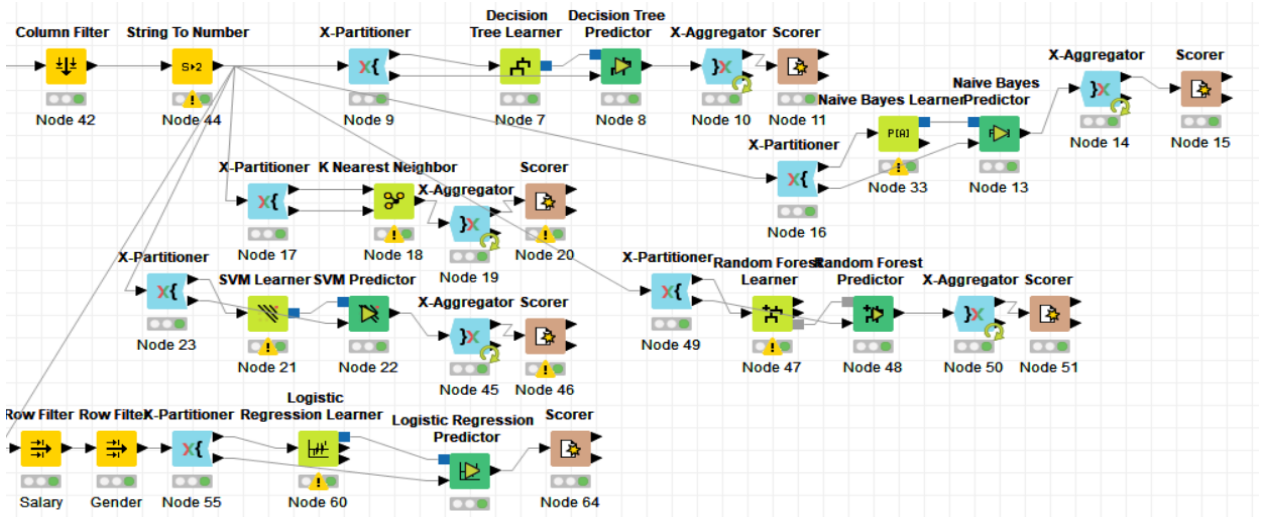 Column Filter
String To Number
X-Partitioner
Decision
Tree Learner
Decision Tree
Predictor
X-Aggregator
Scorer
S▸2
X{
}X
Node 42
Node 44
Node 9
Node 7
Node 8
Node 10
Node 11
X-Partitioner
Naive Bayes Learner
Naive Bayes
Predictor
X-Aggregator
Scorer
X{
P[A]
}X
Node 16
Node 33
Node 13
Node 14
Node 15
X-Partitioner
K Nearest Neighbor
X-Aggregator
Scorer
X{
}X
Node 17
Node 18
Node 19
Node 20
X-Partitioner
SVM Learner
SVM Predictor
X-Aggregator
Scorer
X{
}X
Node 23
Node 21
Node 22
Node 45
Node 46
X-Partitioner
Random Forest
Learner
Random Forest
Predictor
X-Aggregator
Scorer
X{
}X
Node 49
Node 47
Node 48
Node 50
Node 51
Row Filter
Row Filter
X-Partitioner
Logistic
Regression Learner
Logistic Regression
Predictor
Scorer
X{
Salary
Gender
Node 55
Node 60
Node 64